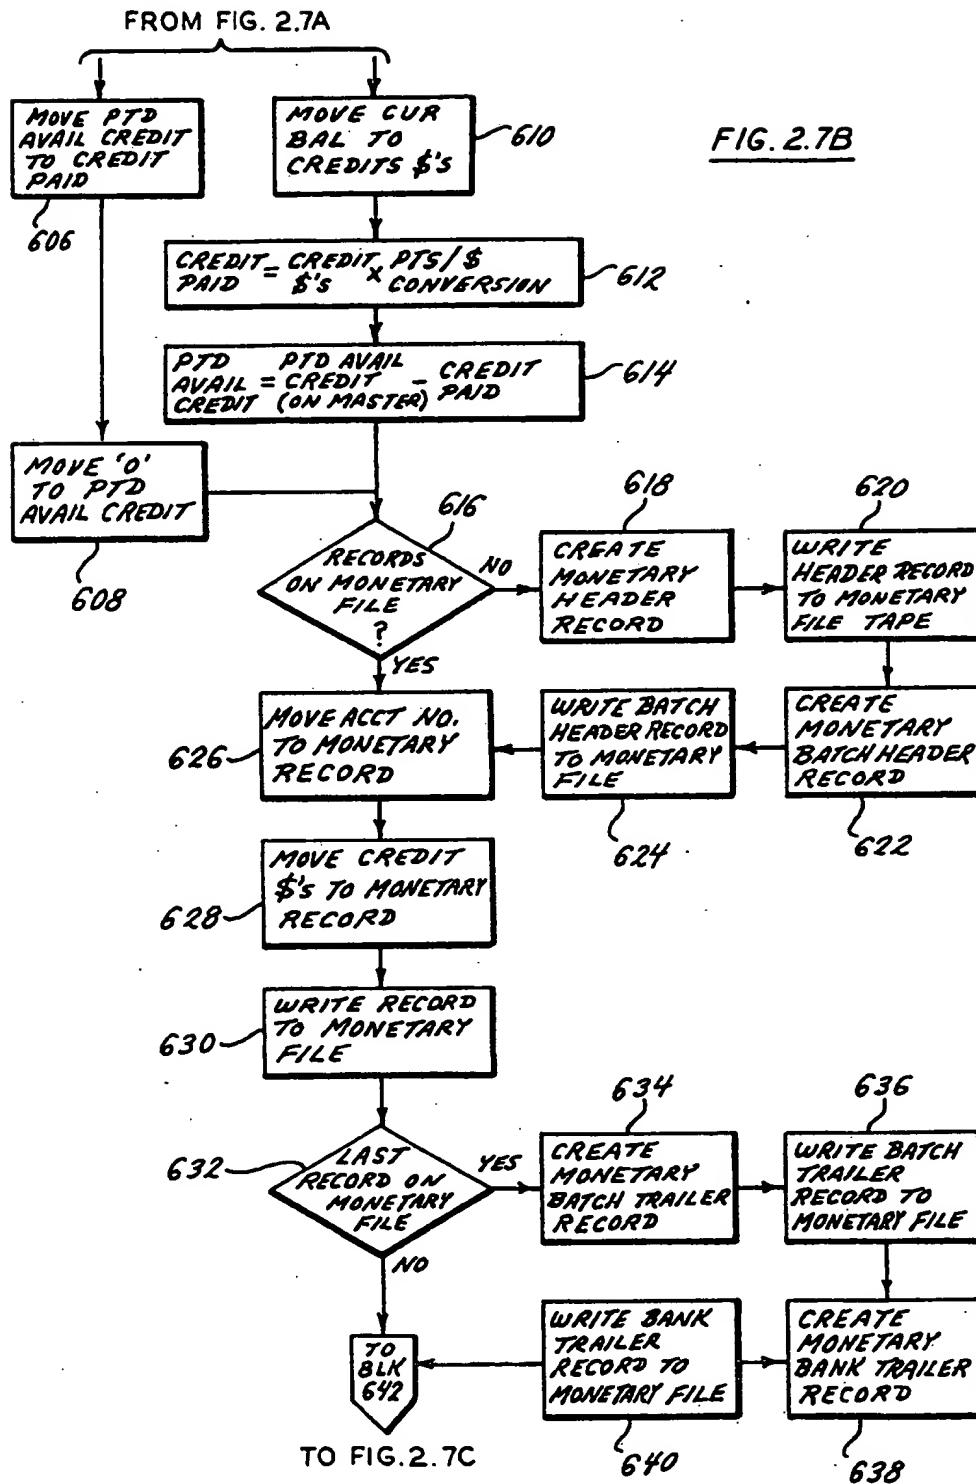 FROM FIG. 2.7A
MOVE PTD
AVAIL CREDIT
TO CREDIT
PAID
606
MOVE CUR
BAL TO
CREDITS $'s
610
FIG. 2.7B
CREDIT = CREDIT x PTS/$
PAID $'s CONVERSION
612
PTD PTD AVAIL
AVAIL = CREDIT - CREDIT
CREDIT (ON MASTER) PAID
614
MOVE 'O'
TO PTD
AVAIL CREDIT
608
RECORDS
ON MONETARY
FILE
?
616
NO
YES
CREATE
MONETARY
HEADER
RECORD
618
WRITE
HEADER RECORD
TO MONETARY
FILE TAPE
620
CREATE
MONETARY
BATCH HEADER
RECORD
622
WRITE BATCH
HEADER RECORD
TO MONETARY
FILE
624
MOVE ACCT NO.
TO MONETARY
RECORD
626
MOVE CREDIT
$'s TO MONETARY
RECORD
628
WRITE RECORD
TO MONETARY
FILE
630
LAST
RECORD ON
MONETARY
FILE
632
YES
NO
CREATE
MONETARY
BATCH TRAILER
RECORD
634
WRITE BATCH
TRAILER
RECORD TO
MONETARY FILE
636
CREATE
MONETARY
BANK TRAILER
RECORD
638
WRITE BANK
TRAILER
RECORD TO
MONETARY FILE
640
TO
BLK
642
TO FIG. 2.7C